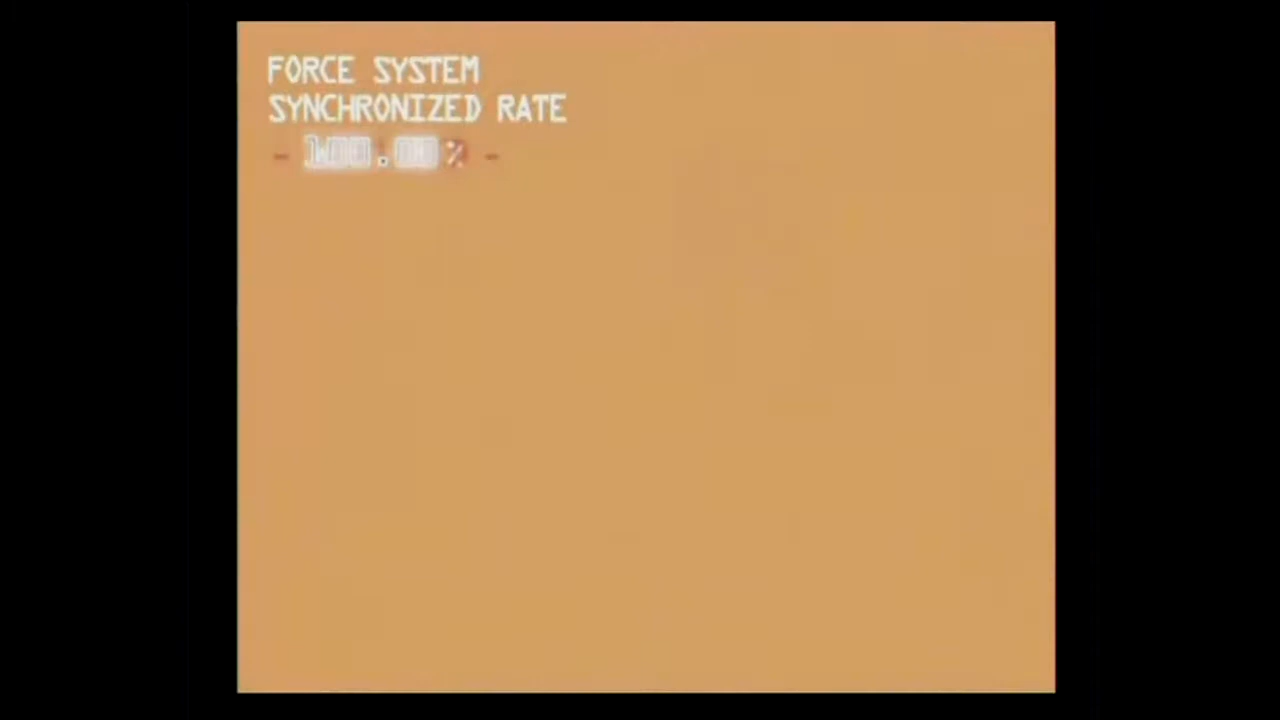 FORCE SYSTEM
SYNCHRONIZED RATE
- 100.00% -